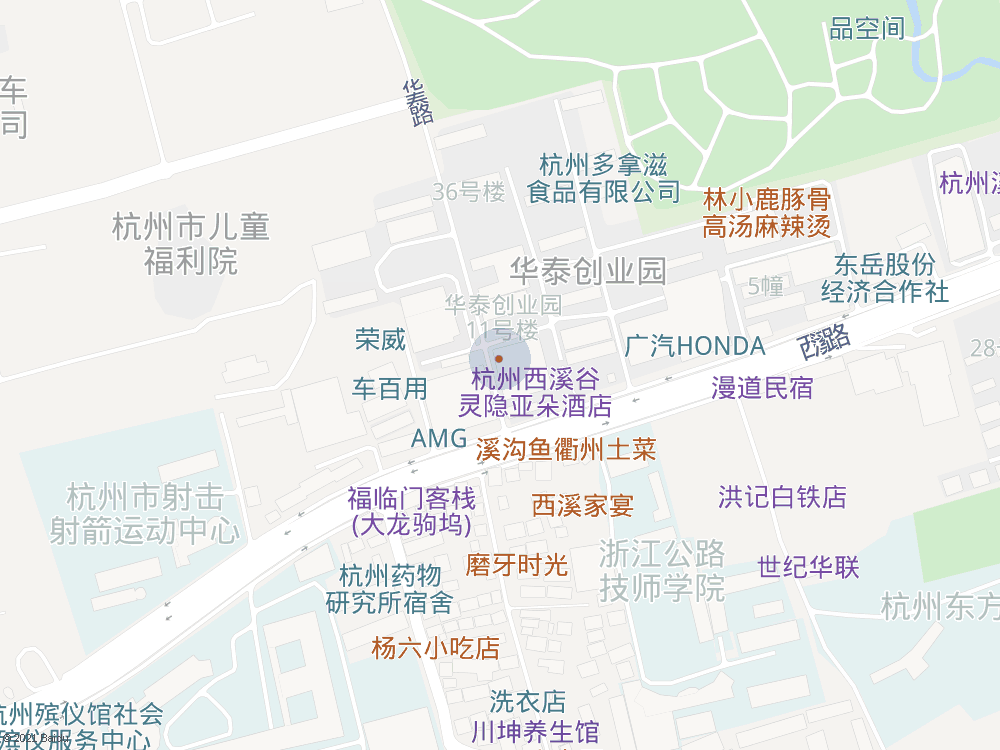 品空间
车
司
华泰路
杭州多拿滋
食品有限公司
36号楼
林小鹿豚骨
高汤麻辣烫
杭州市儿童
福利院
华泰创业园
东岳股份
经济合作社
5幢
华泰创业园
11号楼
荣威
广汽HONDA
西溪路
车百用
杭州西溪谷
灵隐亚朵酒店
漫道民宿
AMG
溪沟鱼衢州土菜
杭州市射击
射箭运动中心
福临门客栈
(大龙驹坞)
西溪家宴
洪记白铁店
磨牙时光
浙江公路
技师学院
世纪华联
杭州药物
研究所宿舍
杭州东方
杨六小吃店
洗衣店
川坤养生馆
杭州殡仪馆社会
殡仪服务中心
© 2021 Baidu